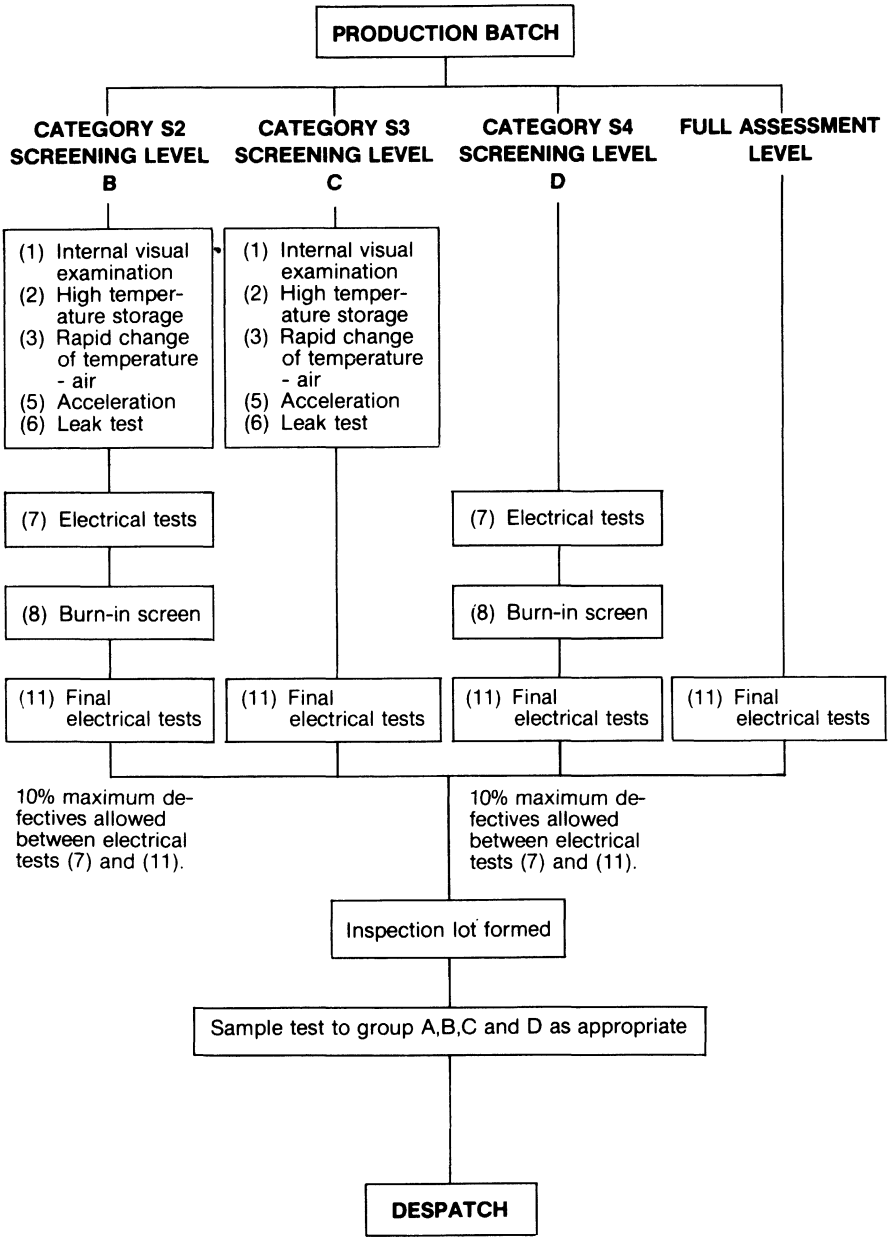 PRODUCTION BATCH
CATEGORY S2
SCREENING LEVEL
B
CATEGORY S3
SCREENING LEVEL
C
CATEGORY S4
SCREENING LEVEL
D
FULL ASSESSMENT
LEVEL
(1) Internal visual
examination
(2) High temper-
ature storage
(3) Rapid change
of temperature
- air
(5) Acceleration
(6) Leak test
(1) Internal visual
examination
(2) High temper-
ature storage
(3) Rapid change
of temperature
- air
(5) Acceleration
(6) Leak test
(7) Electrical tests
(7) Electrical tests
(8) Burn-in screen
(8) Burn-in screen
(11) Final
electrical tests
(11) Final
electrical tests
(11) Final
electrical tests
(11) Final
electrical tests
10% maximum de-
fectives allowed
between electrical
tests (7) and (11).
10% maximum de-
fectives allowed
between electrical
tests (7) and (11).
Inspection lot formed
Sample test to group A,B,C and D as appropriate
DESPATCH